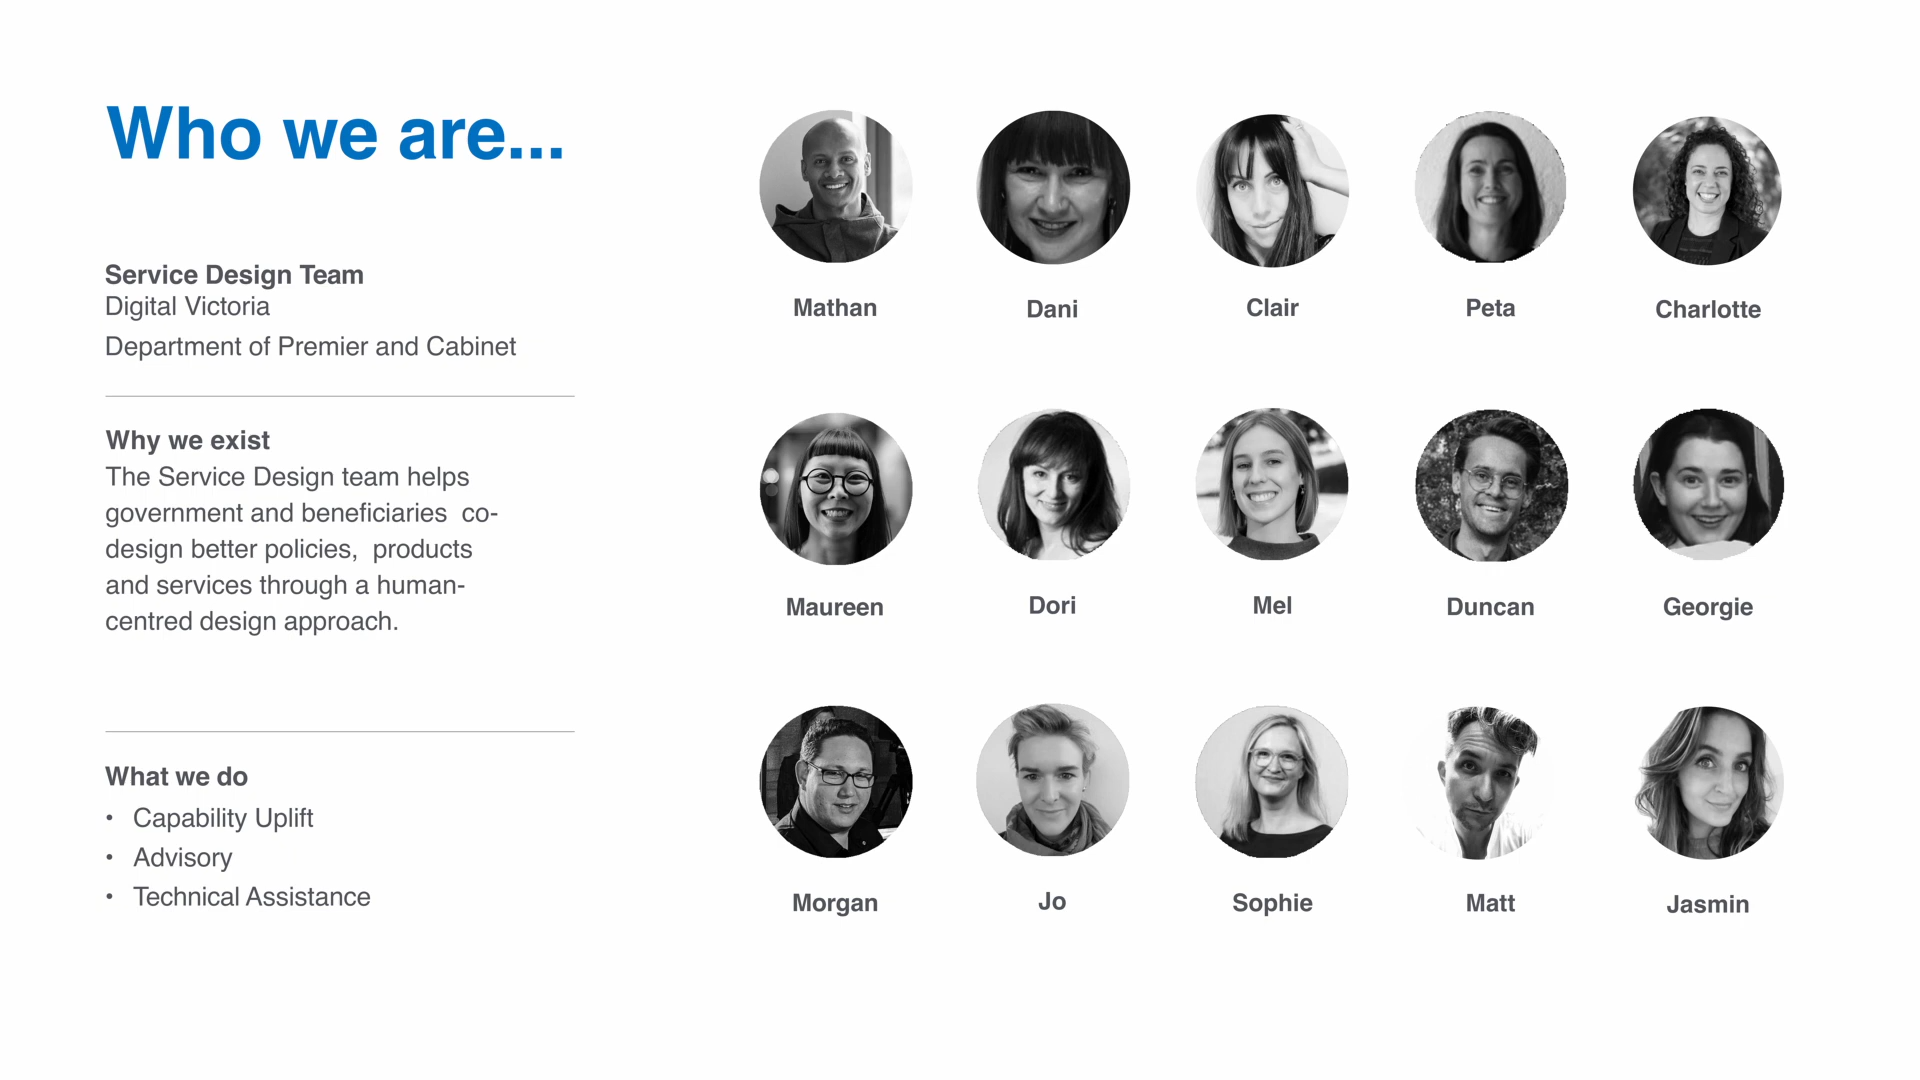 Who we are...
Service Design Team
Digital Victoria
Department of Premier and Cabinet
Why we exist
The Service Design team helps
government and beneficiaries  co-
design better policies,  products
and services through a human-
centred design approach.
What we do
• Capability Uplift
• Advisory
• Technical Assistance
Mathan
Dani
Clair
Peta
Charlotte
Maureen
Dori
Mel
Duncan
Georgie
Morgan
Jo
Sophie
Matt
Jasmin